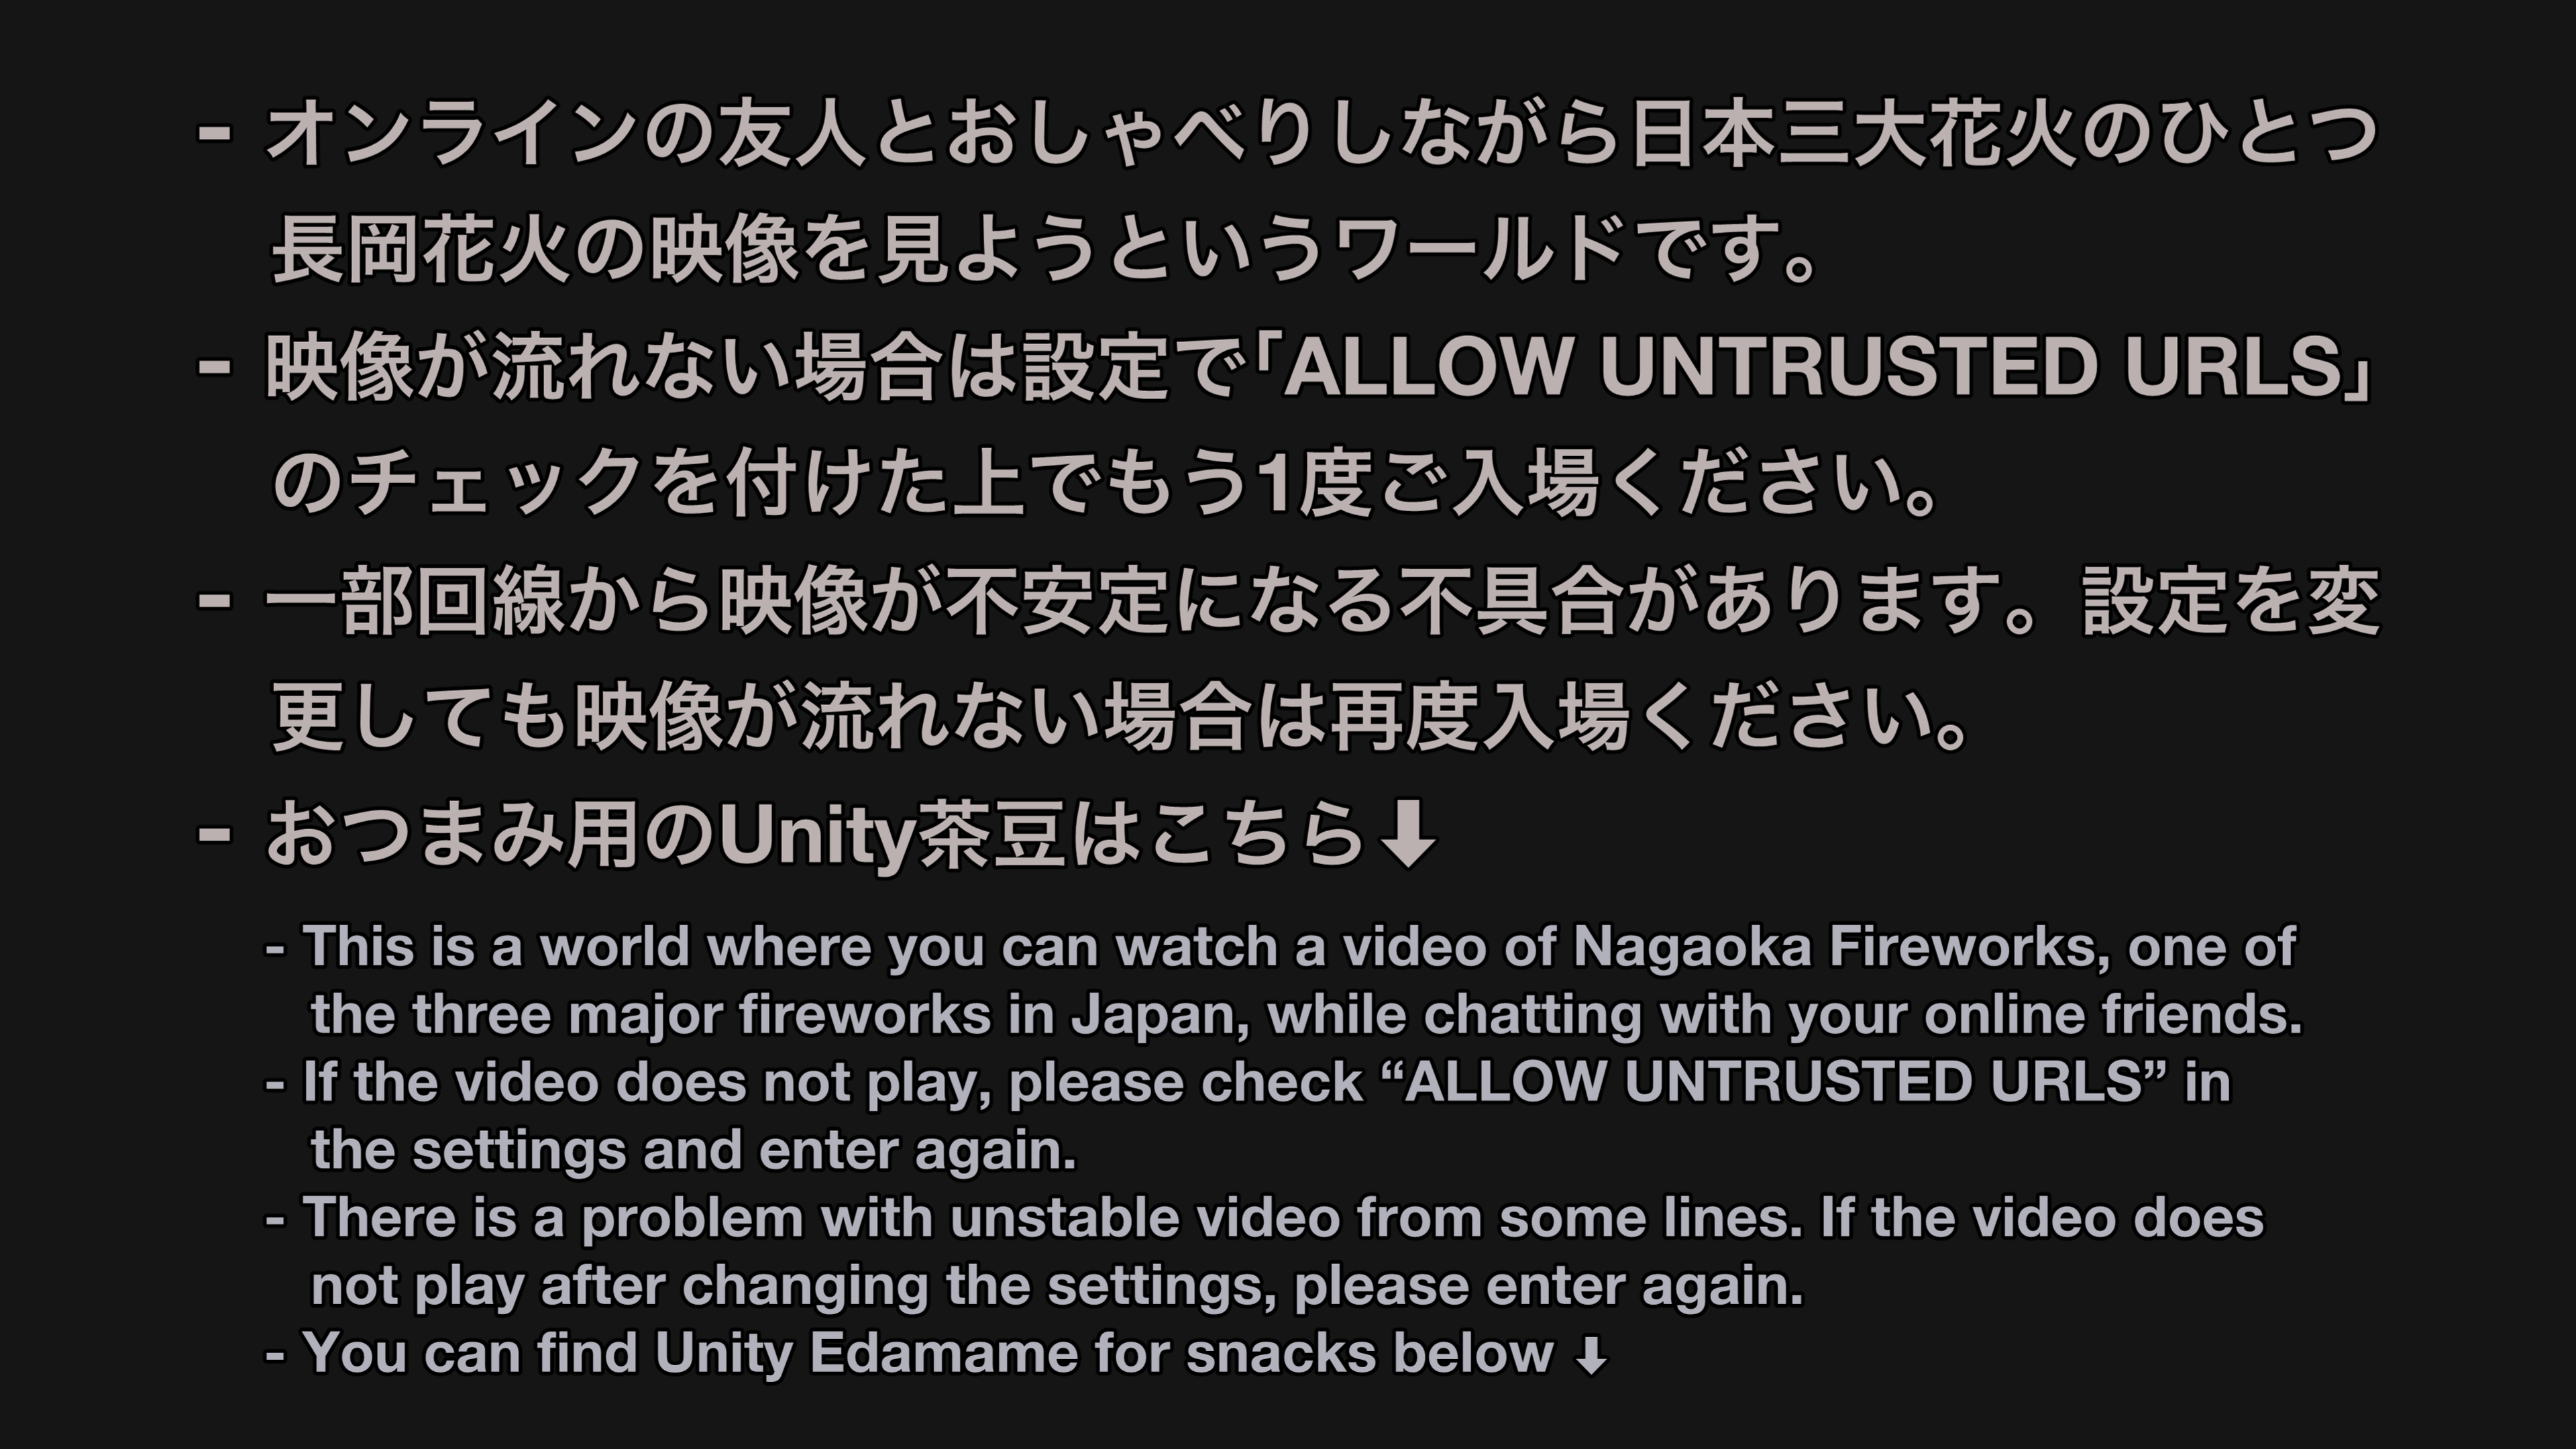 - オンラインの友人とおしゃべりしながら日本三大花火のひとつ
長岡花火の映像を見ようというワールドです。
- 映像が流れない場合は設定で「ALLOW UNTRUSTED URLS」
のチェックを付けた上でもう1度ご入場ください。
- 一部回線から映像が不安定になる不具合があります。設定を変
更しても映像が流れない場合は再度入場ください。
- おつまみ用のUnity茶豆はこちら⬇
- This is a world where you can watch a video of Nagaoka Fireworks, one of
the three major fireworks in Japan, while chatting with your online friends.
- If the video does not play, please check “ALLOW UNTRUSTED URLS” in
the settings and enter again.
- There is a problem with unstable video from some lines. If the video does
not play after changing the settings, please enter again.
- You can find Unity Edamame for snacks below ⬇